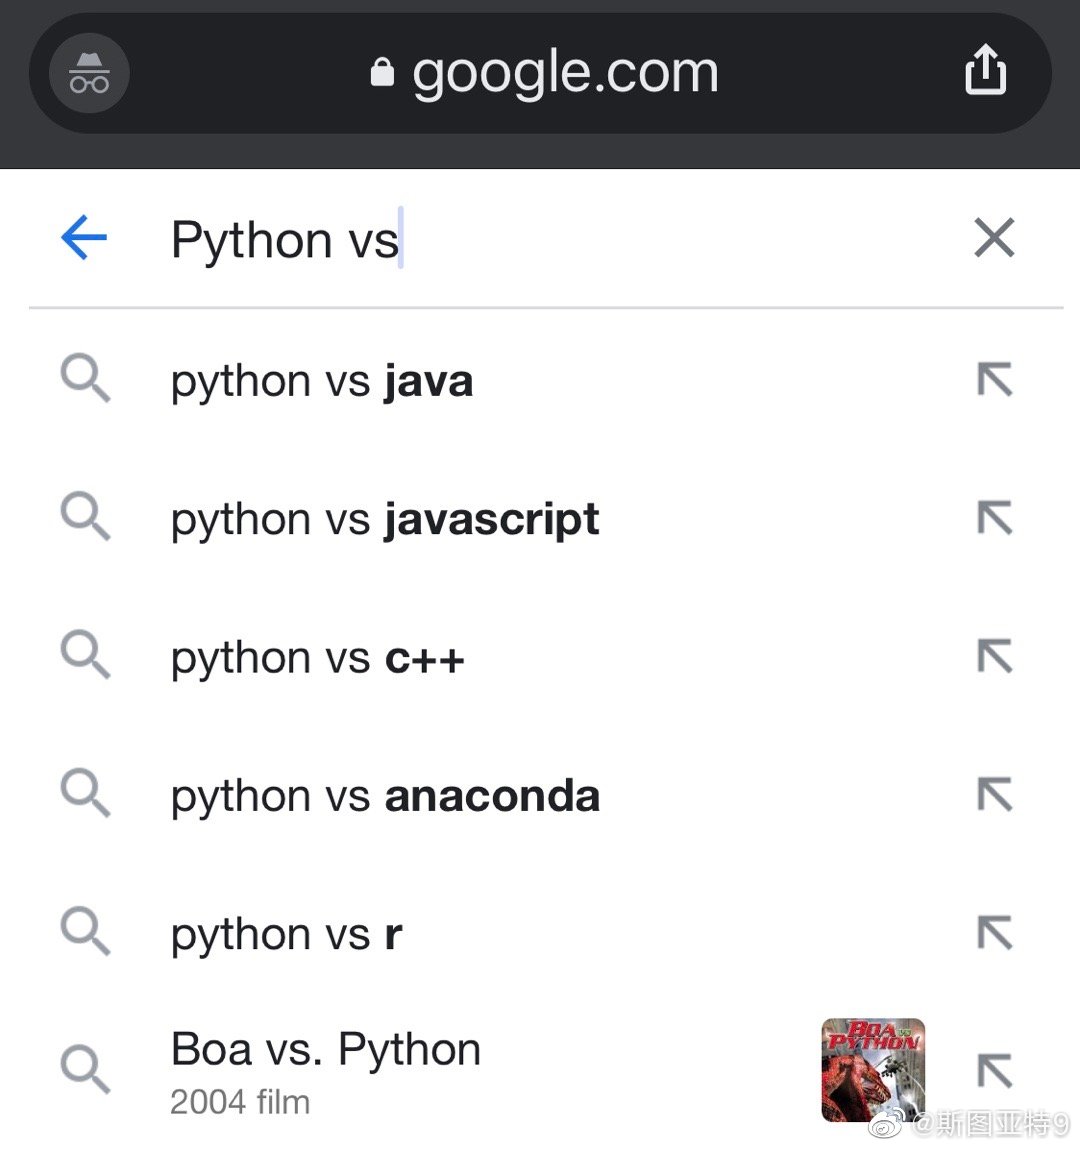 google.com
Python vs
python vs java
python vs javascript
python vs c++
python vs anaconda
python vs r
Boa vs. Python
2004 film
BOA VS
PYTHON
@斯图亚特9